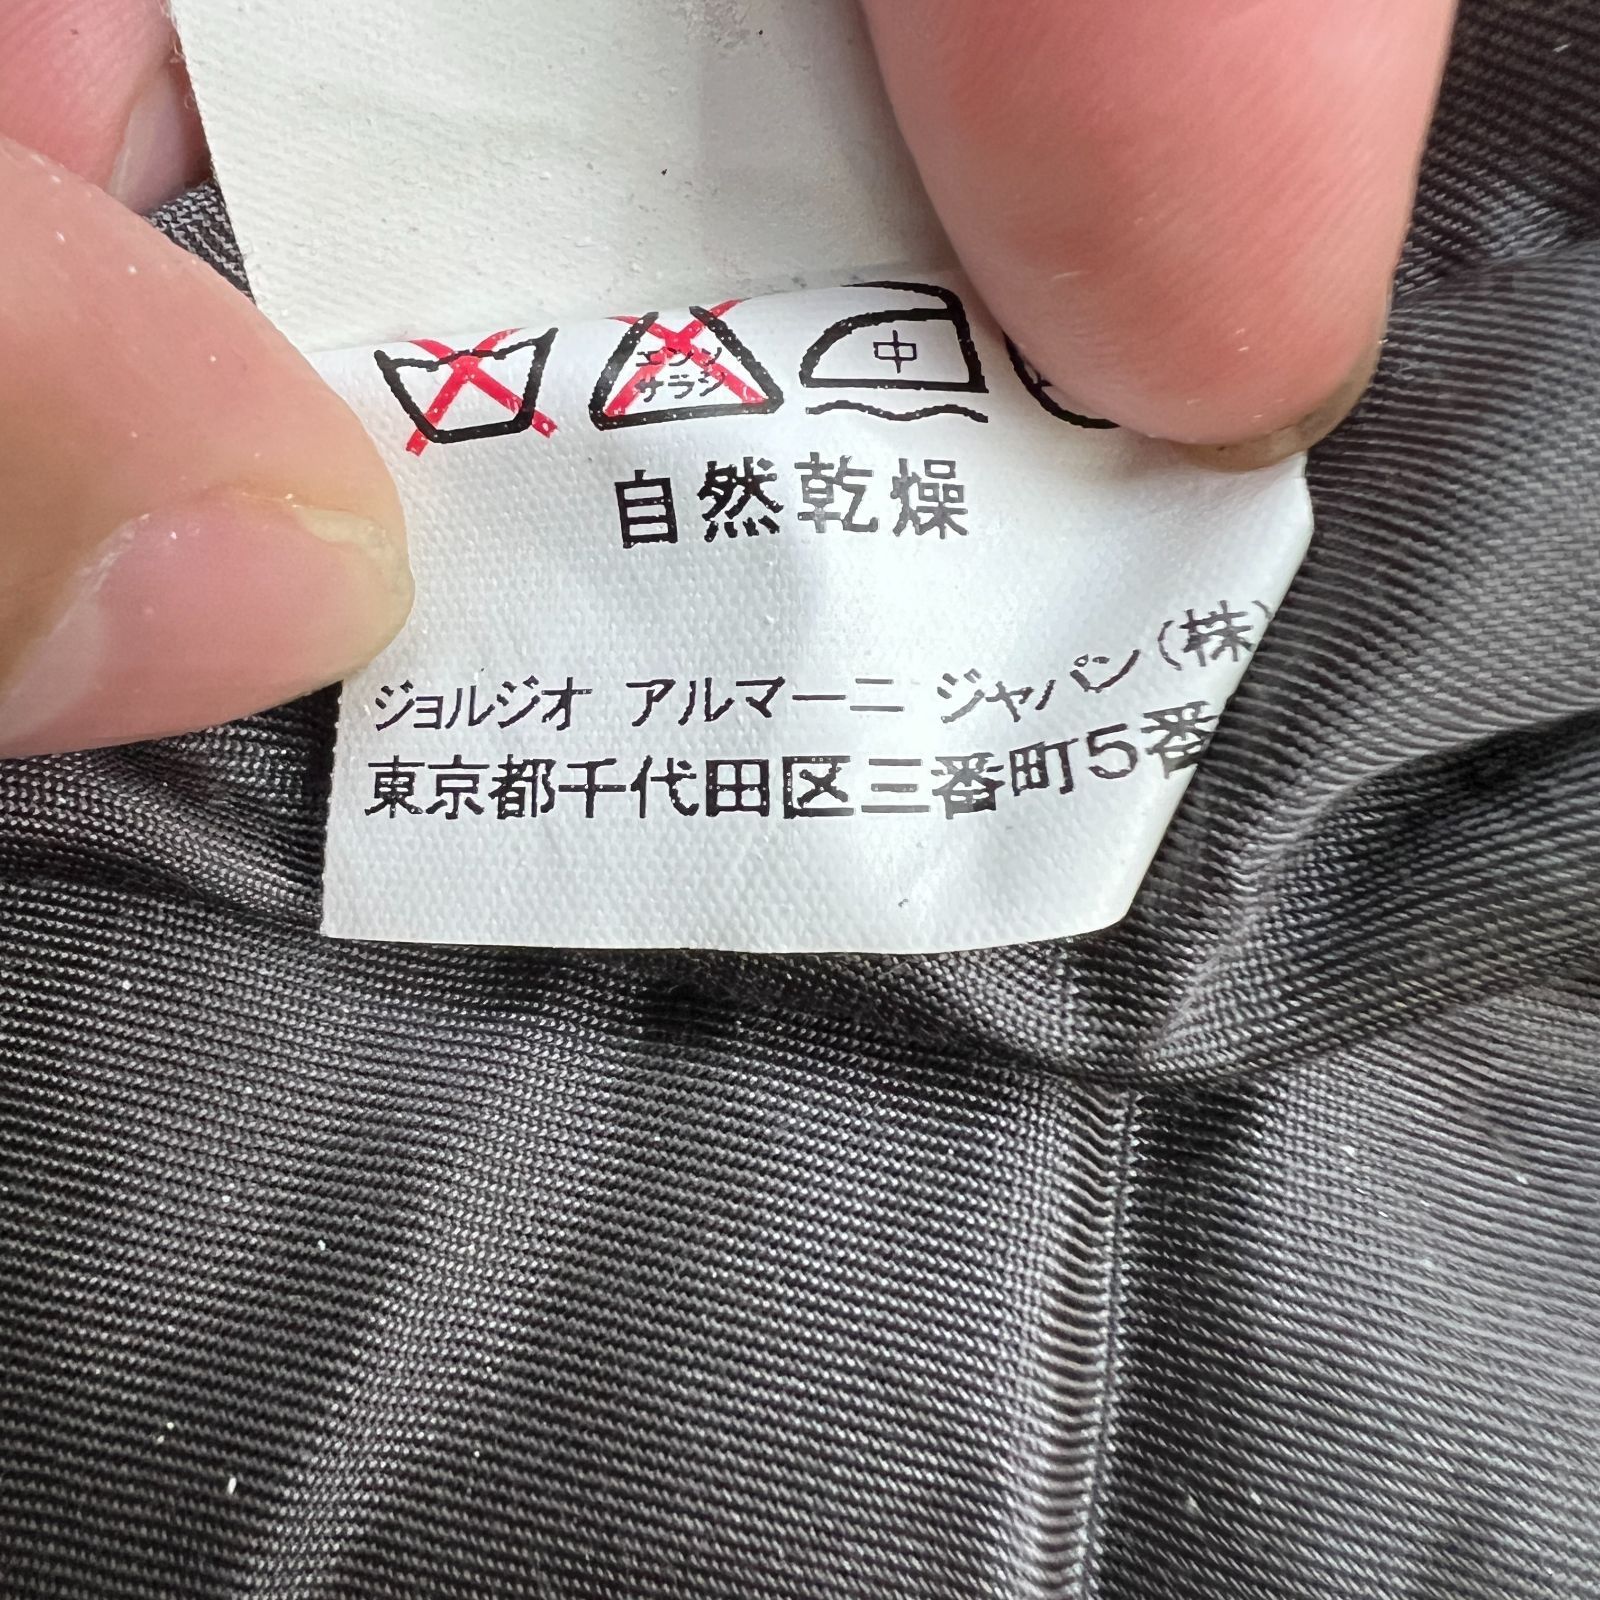 エンソ
サラシ
中
自然乾燥
ジョルジオ アルマーニ ジャパン(株)
東京都千代田区三番町5番